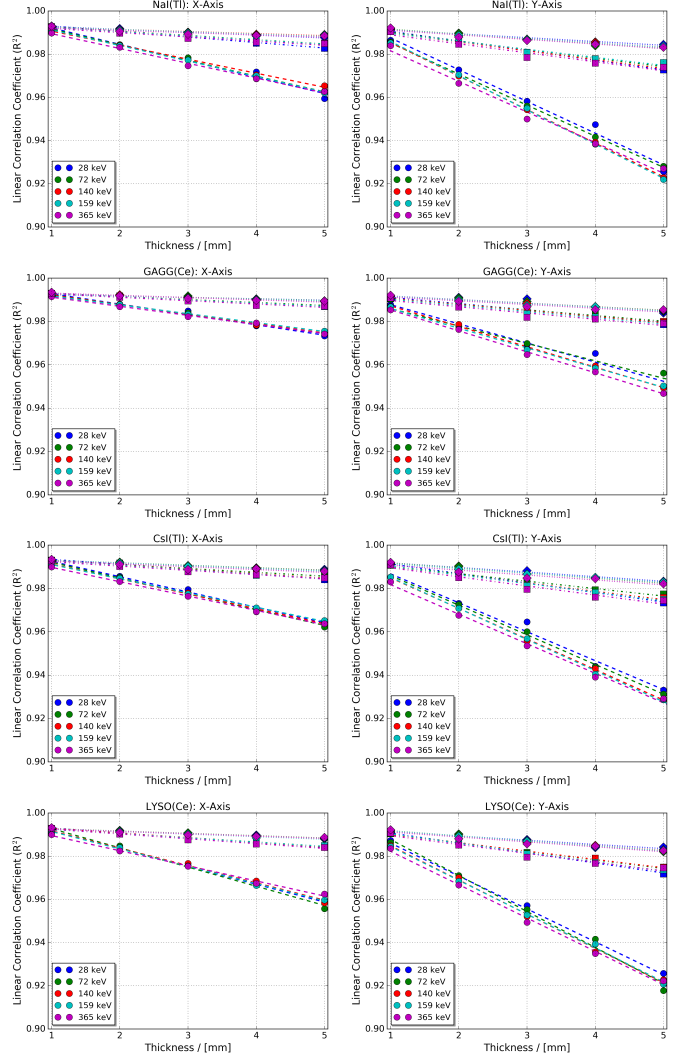 NaI(Tl): X-Axis
Linear Correlation Coefficient (R²)
1.00
0.98
0.96
0.94
0.92
0.90
28 keV
72 keV
140 keV
159 keV
365 keV
1 2 3 4 5
Thickness / [mm]
NaI(Tl): Y-Axis
Linear Correlation Coefficient (R²)
1.00
0.98
0.96
0.94
0.92
0.90
28 keV
72 keV
140 keV
159 keV
365 keV
1 2 3 4 5
Thickness / [mm]
GAGG(Ce): X-Axis
Linear Correlation Coefficient (R²)
1.00
0.98
0.96
0.94
0.92
0.90
28 keV
72 keV
140 keV
159 keV
365 keV
1 2 3 4 5
Thickness / [mm]
GAGG(Ce): Y-Axis
Linear Correlation Coefficient (R²)
1.00
0.98
0.96
0.94
0.92
0.90
28 keV
72 keV
140 keV
159 keV
365 keV
1 2 3 4 5
Thickness / [mm]
CsI(Tl): X-Axis
Linear Correlation Coefficient (R²)
1.00
0.98
0.96
0.94
0.92
0.90
28 keV
72 keV
140 keV
159 keV
365 keV
1 2 3 4 5
Thickness / [mm]
CsI(Tl): Y-Axis
Linear Correlation Coefficient (R²)
1.00
0.98
0.96
0.94
0.92
0.90
28 keV
72 keV
140 keV
159 keV
365 keV
1 2 3 4 5
Thickness / [mm]
LYSO(Ce): X-Axis
Linear Correlation Coefficient (R²)
1.00
0.98
0.96
0.94
0.92
0.90
28 keV
72 keV
140 keV
159 keV
365 keV
1 2 3 4 5
Thickness / [mm]
LYSO(Ce): Y-Axis
Linear Correlation Coefficient (R²)
1.00
0.98
0.96
0.94
0.92
0.90
28 keV
72 keV
140 keV
159 keV
365 keV
1 2 3 4 5
Thickness / [mm]